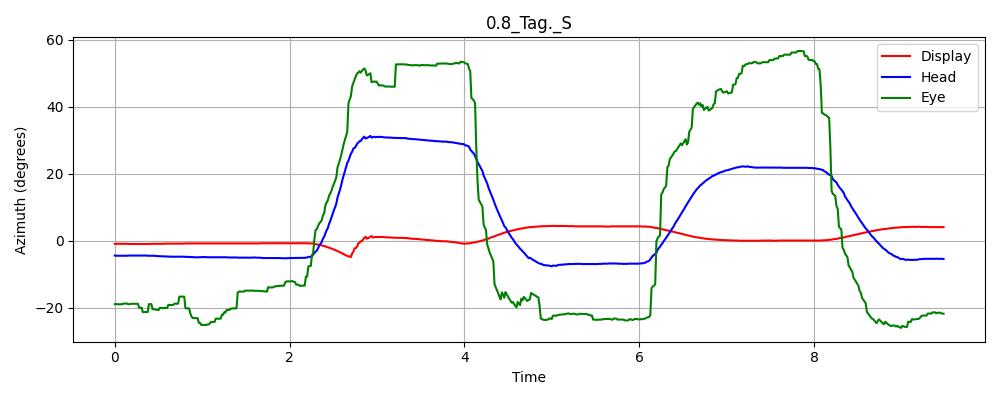 0.8_Tag._S
Azimuth (degrees)
60
40
20
0
−20
0 2 4 6 8
Time
Display
Head
Eye